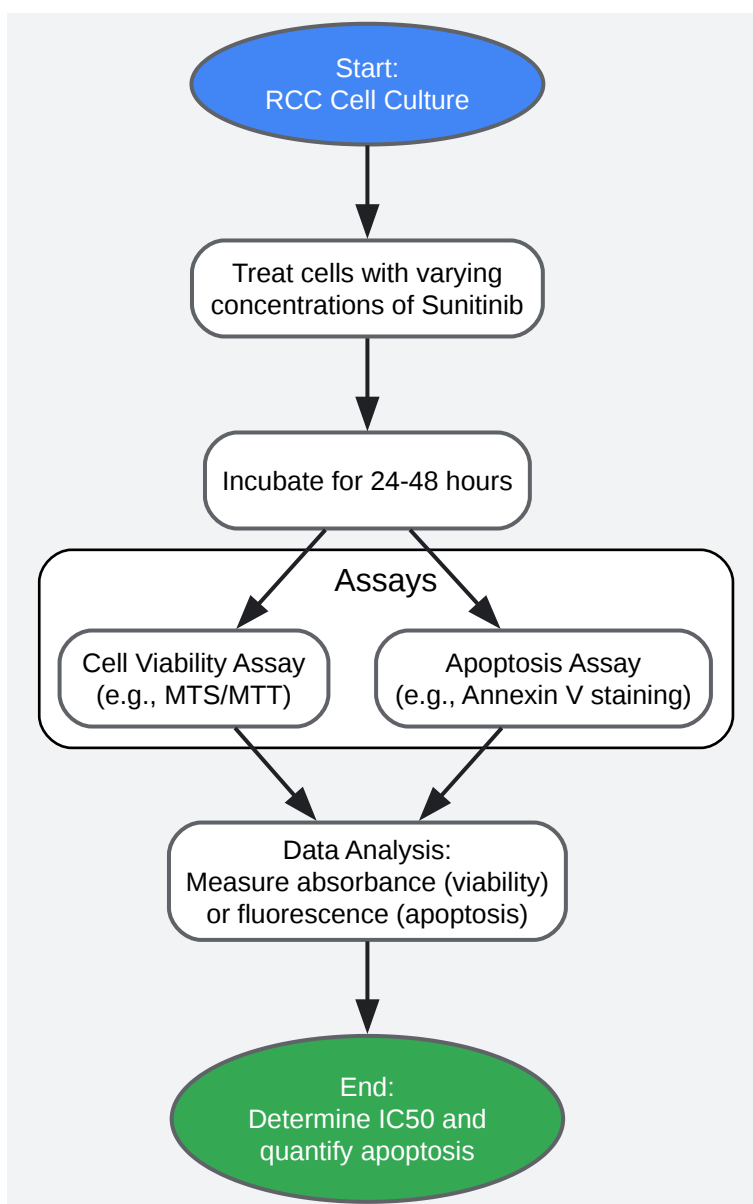 Start:
RCC Cell Culture
Treat cells with varying
concentrations of Sunitinib
Incubate for 24-48 hours
Assays
Cell Viability Assay
(e.g., MTS/MTT)
Apoptosis Assay
(e.g., Annexin V staining)
Data Analysis:
Measure absorbance (viability)
or fluorescence (apoptosis)
End:
Determine IC50 and
quantify apoptosis